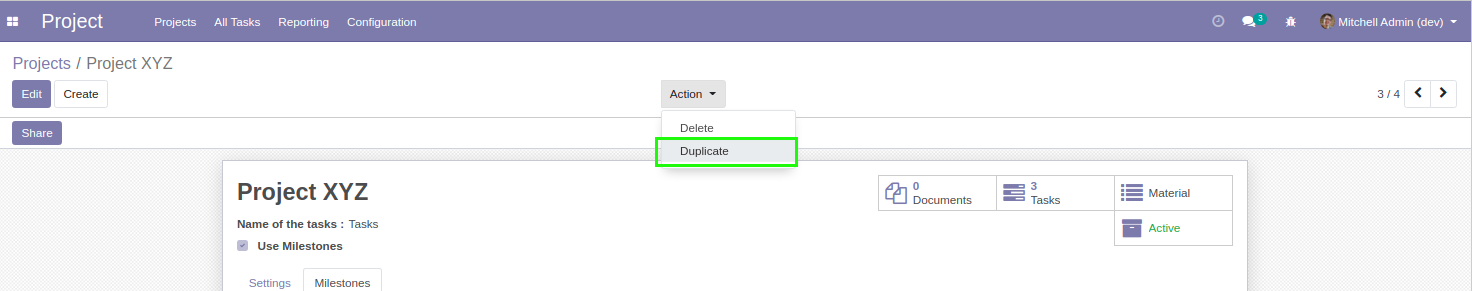 Project Projects All Tasks Reporting Configuration 3 Mitchell Admin (dev)
Projects / Project XYZ
Edit Create Action 3 / 4
Delete
Share
Duplicate
Project XYZ
0 Documents 3 Tasks Material
Name of the tasks : Tasks
Active
Use Milestones
Settings Milestones